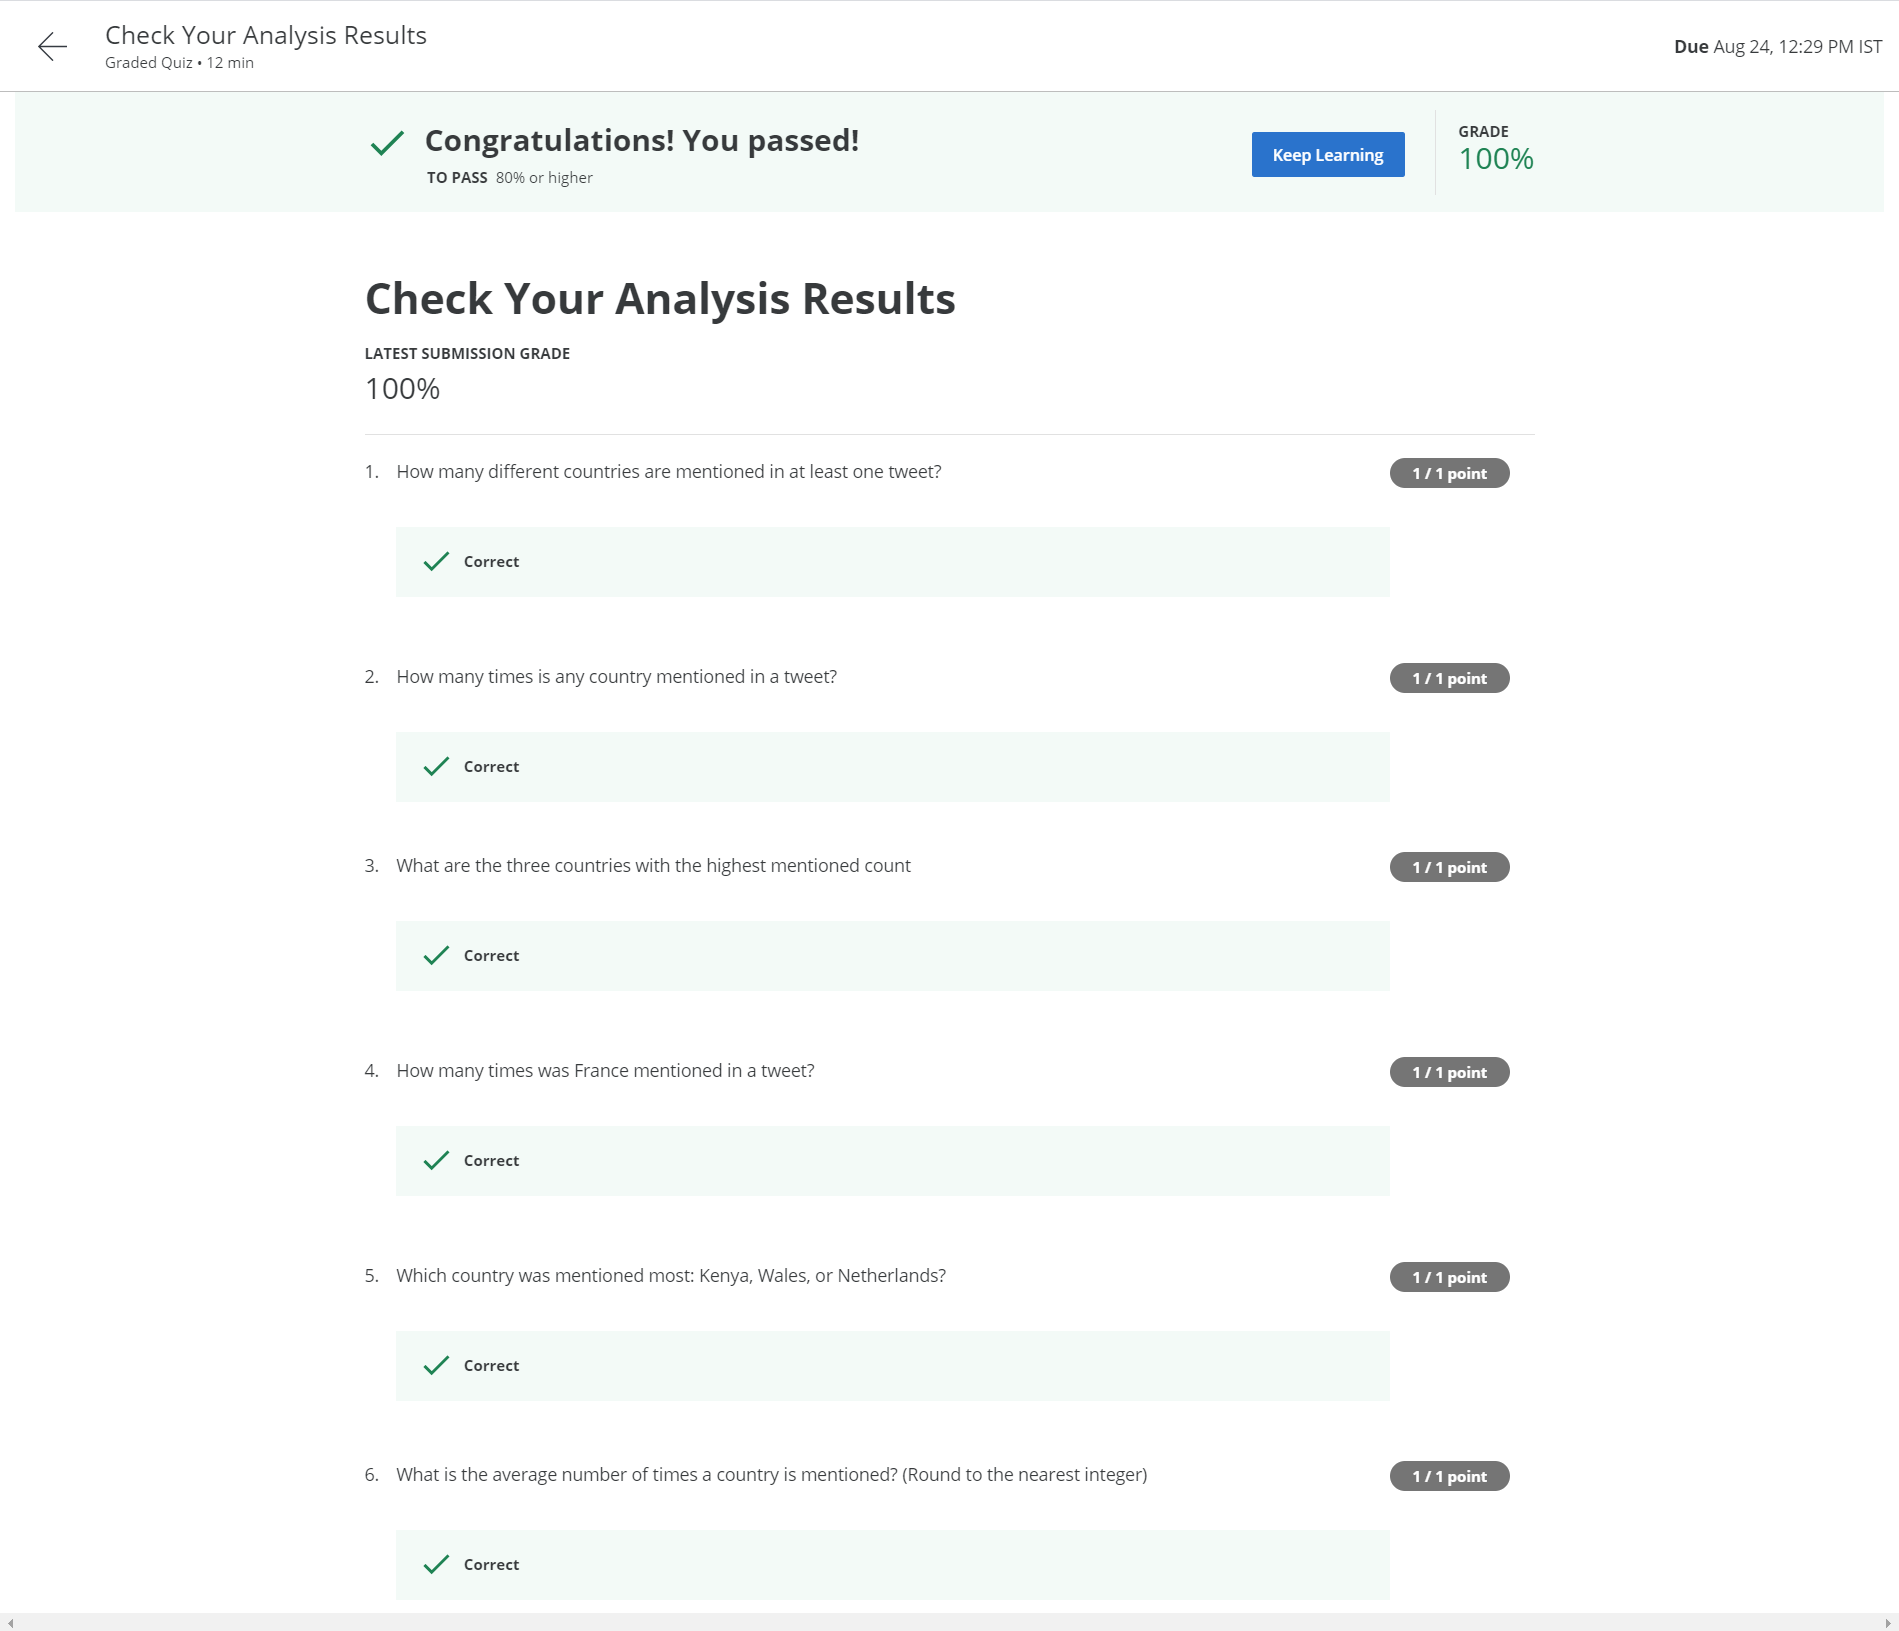 Check Your Analysis Results
Graded Quiz • 12 min
Due Aug 24, 12:29 PM IST
Congratulations! You passed!
TO PASS 80% or higher
Keep Learning
GRADE
100%
Check Your Analysis Results
LATEST SUBMISSION GRADE
100%
1. How many different countries are mentioned in at least one tweet?
1 / 1 point
Correct
2. How many times is any country mentioned in a tweet?
1 / 1 point
Correct
3. What are the three countries with the highest mentioned count
1 / 1 point
Correct
4. How many times was France mentioned in a tweet?
1 / 1 point
Correct
5. Which country was mentioned most: Kenya, Wales, or Netherlands?
1 / 1 point
Correct
6. What is the average number of times a country is mentioned? (Round to the nearest integer)
1 / 1 point
Correct